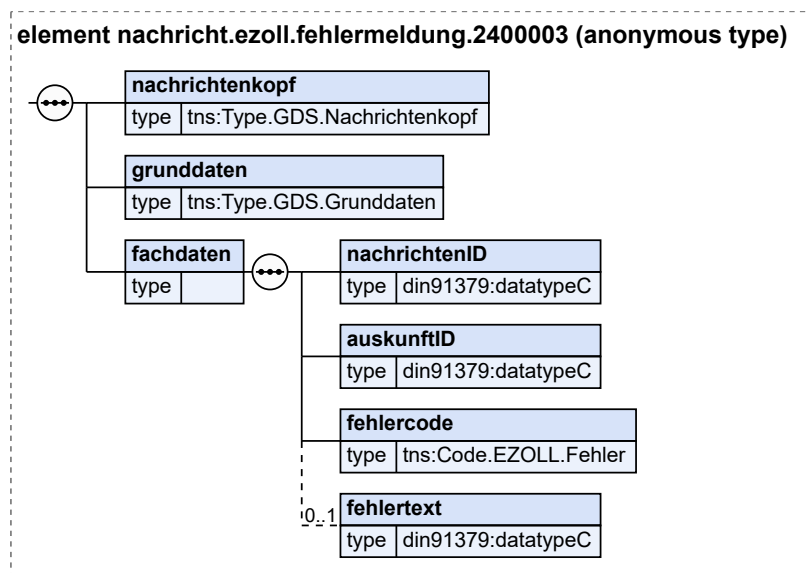 element nachricht.ezoll.fehlermeldung.2400003 (anonymous type)
nachrichtenkopf
type tns:Type.GDS.Nachrichtenkopf
grunddaten
type tns:Type.GDS.Grunddaten
fachdaten
type
nachrichtenID
type din91379:datatypeC
auskunftID
type din91379:datatypeC
fehlercode
type tns:Code.EZOLL.Fehler
0..1
fehlertext
type din91379:datatypeC